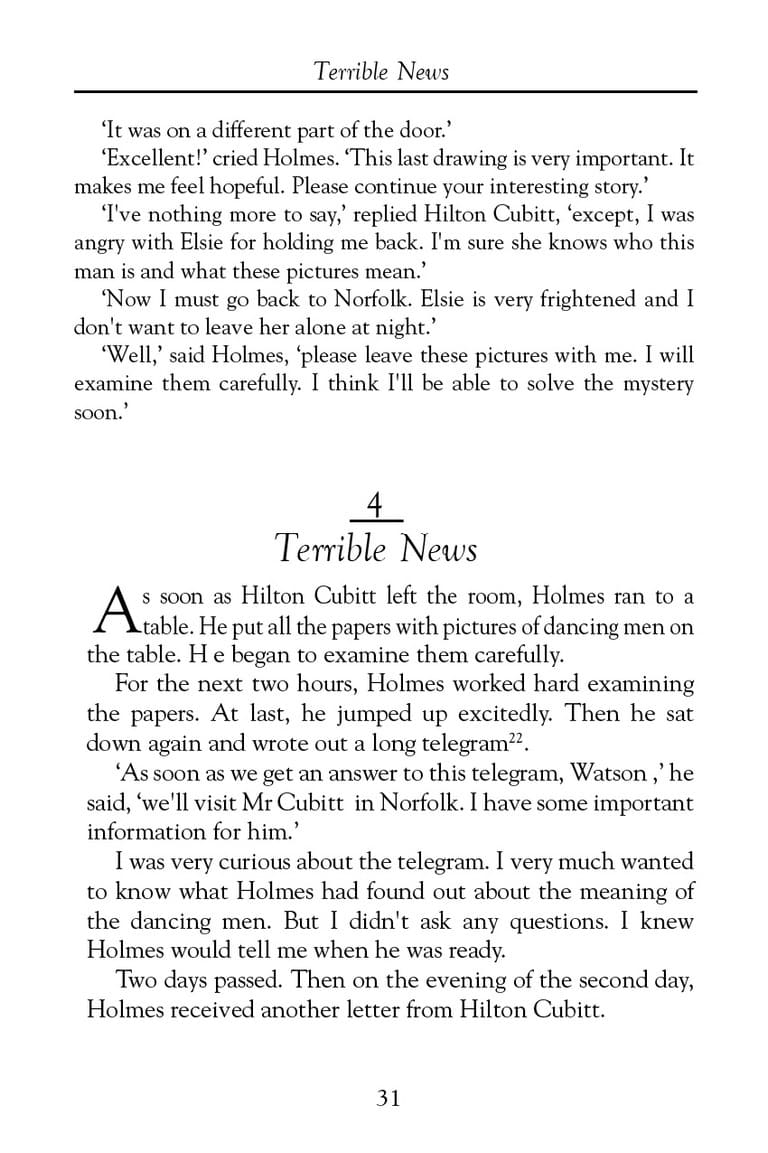 Terrible News
‘It was on a different part of the door.’
‘Excellent!’ cried Holmes. ‘This last drawing is very important. It
makes me feel hopeful. Please continue your interesting story.’
‘I've nothing more to say,’ replied Hilton Cubitt, ‘except, I was
angry with Elsie for holding me back. I'm sure she knows who this
man is and what these pictures mean.’
‘Now I must go back to Norfolk. Elsie is very frightened and I
don't want to leave her alone at night.’
‘Well,’ said Holmes, ‘please leave these pictures with me. I will
examine them carefully. I think I'll be able to solve the mystery
soon.’
4
Terrible News
As soon as Hilton Cubitt left the room, Holmes ran to a
table. He put all the papers with pictures of dancing men on
the table. H e began to examine them carefully.
For the next two hours, Holmes worked hard examining
the papers. At last, he jumped up excitedly. Then he sat
down again and wrote out a long telegram²².
‘As soon as we get an answer to this telegram, Watson ,’ he
said, ‘we'll visit Mr Cubitt  in Norfolk. I have some important
information for him.’
I was very curious about the telegram. I very much wanted
to know what Holmes had found out about the meaning of
the dancing men. But I didn't ask any questions. I knew
Holmes would tell me when he was ready.
Two days passed. Then on the evening of the second day,
Holmes received another letter from Hilton Cubitt.
31